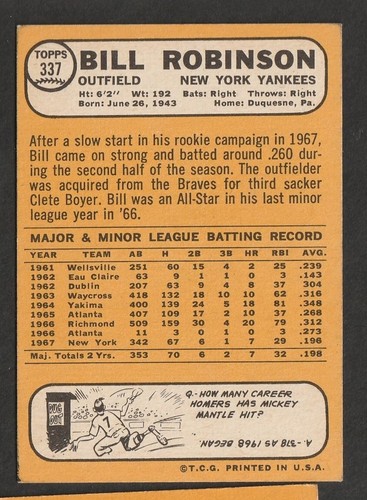 TOPPS
337
BILL ROBINSON
OUTFIELD NEW YORK YANKEES
Ht: 6'2" Wt: 192 Bats: Right Throws: Right
Born: June 26, 1943 Home: Duquesne, Pa.
After a slow start in his rookie campaign in 1967,
Bill came on strong and batted around .260 dur-
ing the second half of the season. The outfielder
was acquired from the Braves for third sacker
Clete Boyer. Bill was an All-Star in his last minor
league year in '66.
MAJOR & MINOR LEAGUE BATTING RECORD
YEAR TEAM AB H 2B 3B HR RBI AVG.
1961 Wellsville 251 60 15 4 2 25 .239
1962 Eau Claire 63 9 1 1 0 3 .143
1962 Dublin 207 63 9 4 8 37 .304
1963 Waycross 418 132 18 10 10 62 .316
1964 Yakima 400 139 24 5 18 81 .348
1965 Atlanta 407 109 17 2 10 37 .268
1966 Richmond 509 159 30 4 20 79 .312
1966 Atlanta 11 3 0 1 0 3 .273
1967 New York 342 67 6 1 7 29 .196
Maj. Totals 2 Yrs. 353 70 6 2 7 32 .198
Q-HOW MANY CAREER
HOMERS HAS MICKEY
MANTLE HIT?
A.-518 AS 1968 BEGAN.
7
©T.C.G. PRINTED IN U.S.A.